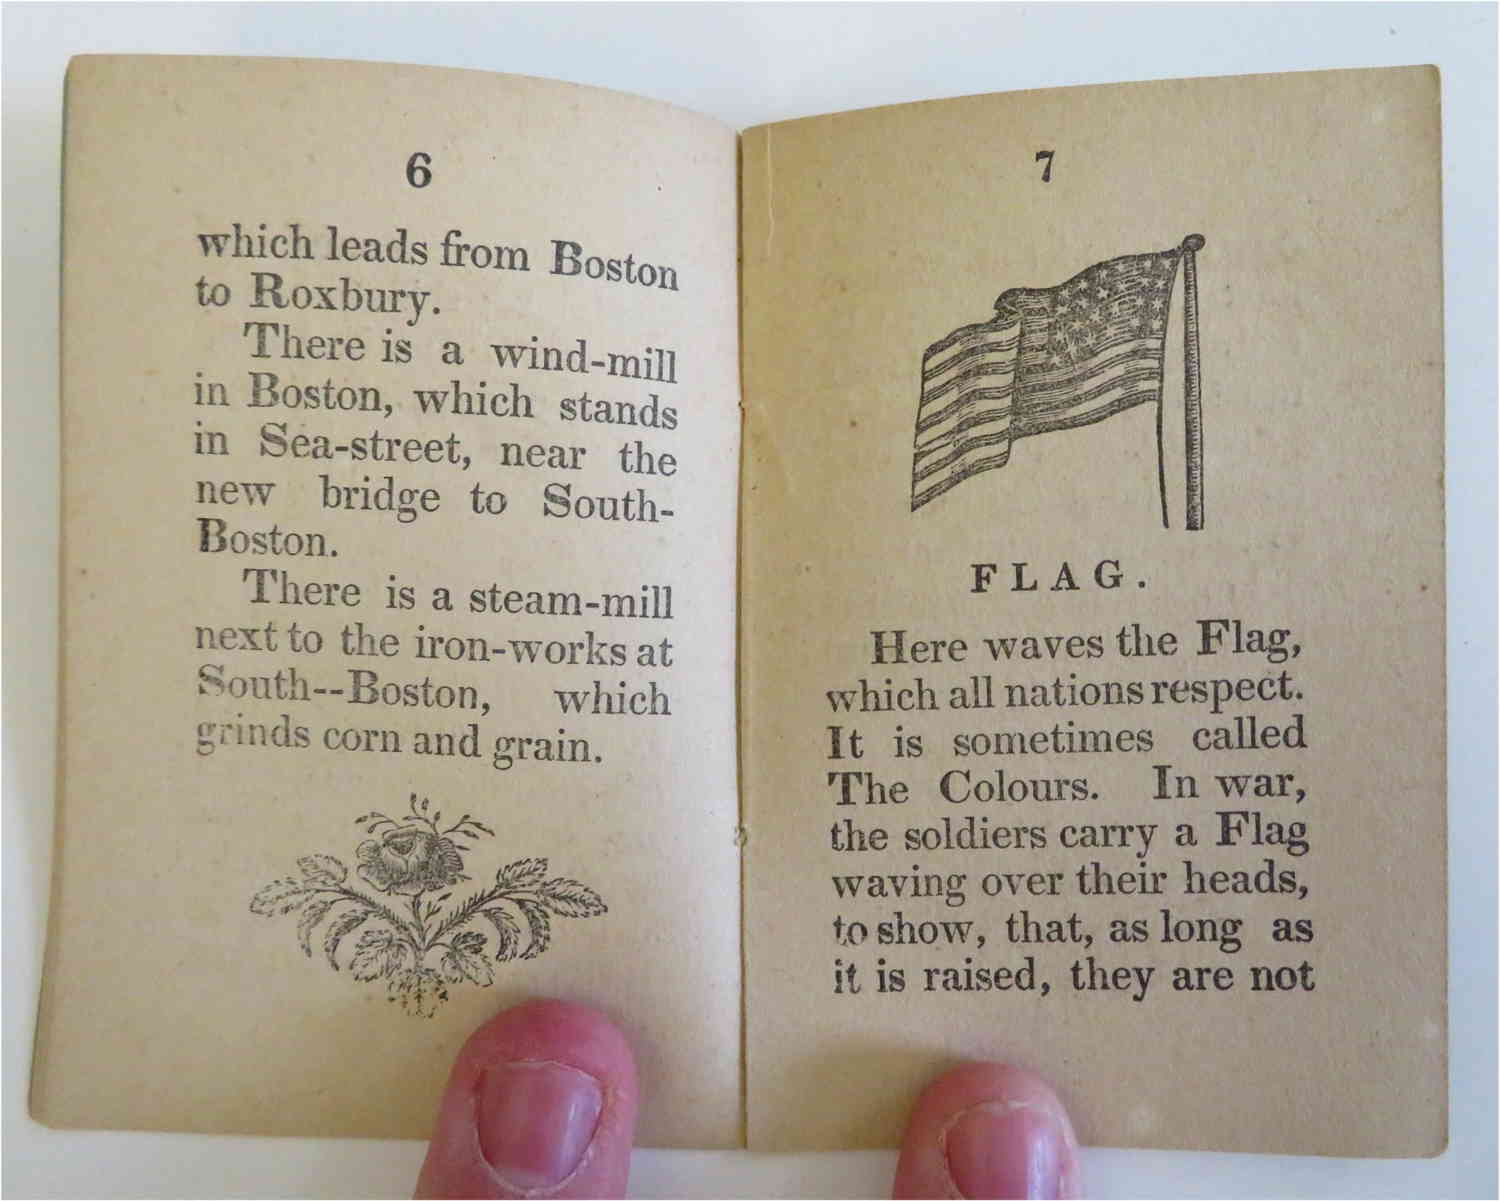 6
which leads from Boston
to Roxbury.
There is a wind-mill
in Boston, which stands
in Sea-street, near the
new bridge to South-
Boston.
There is a steam-mill
next to the iron-works at
South--Boston, which
grinds corn and grain.
7
FLAG.
Here waves the Flag,
which all nations respect.
It is sometimes called
The Colours. In war,
the soldiers carry a Flag
waving over their heads,
to show, that, as long as
it is raised, they are not